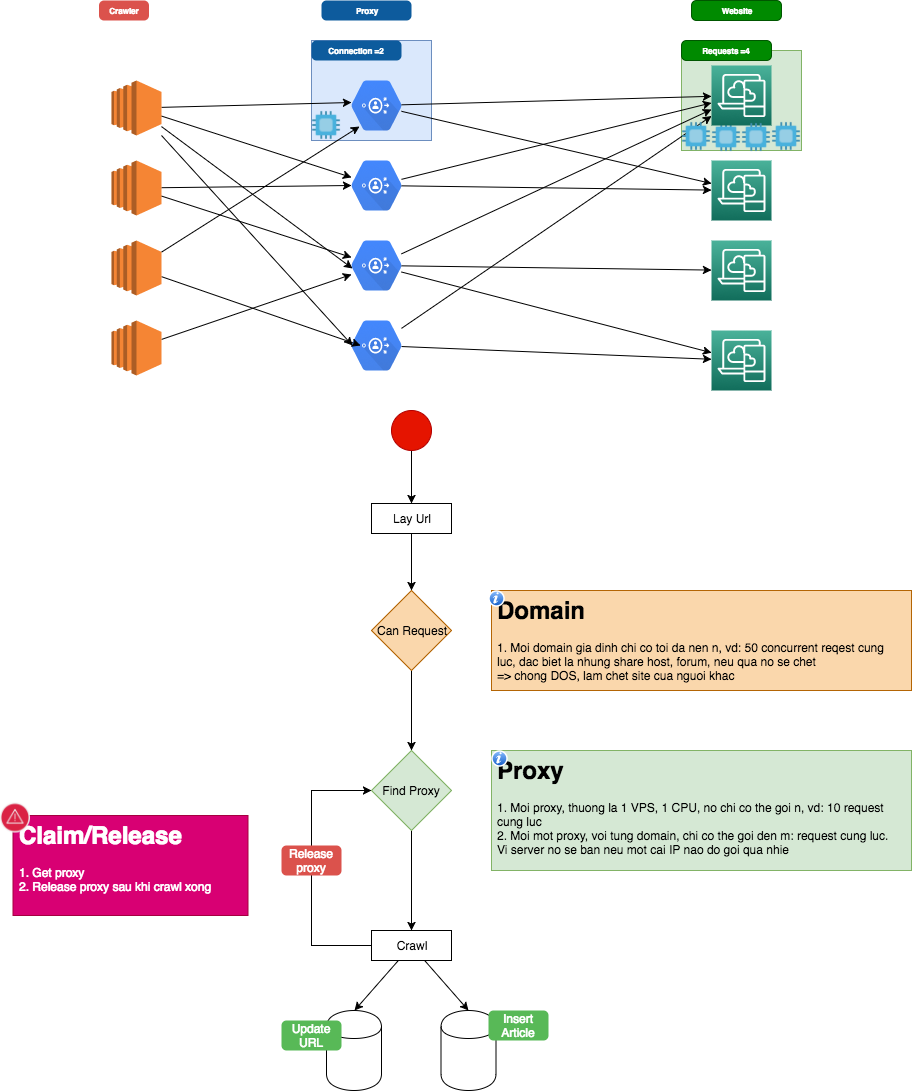 Crawler
Proxy
Website
Connection =2
Requests =4
Lay Url
Can Request
Domain
1. Moi domain gia dinh chi co toi da nen n, vd: 50 concurrent reqest cung
luc, dac biet la nhung share host, forum, neu qua no se chet
=> chong DOS, lam chet site cua nguoi khac
Find Proxy
Proxy
1. Moi proxy, thuong la 1 VPS, 1 CPU, no chi co the goi n, vd: 10 request
cung luc
2. Moi mot proxy, voi tung domain, chi co the goi den m: request cung luc.
Vi server no se ban neu mot cai IP nao do goi qua nhie
Claim/Release
1. Get proxy
2. Release proxy sau khi crawl xong
Release
proxy
Crawl
Update
URL
Insert
Article